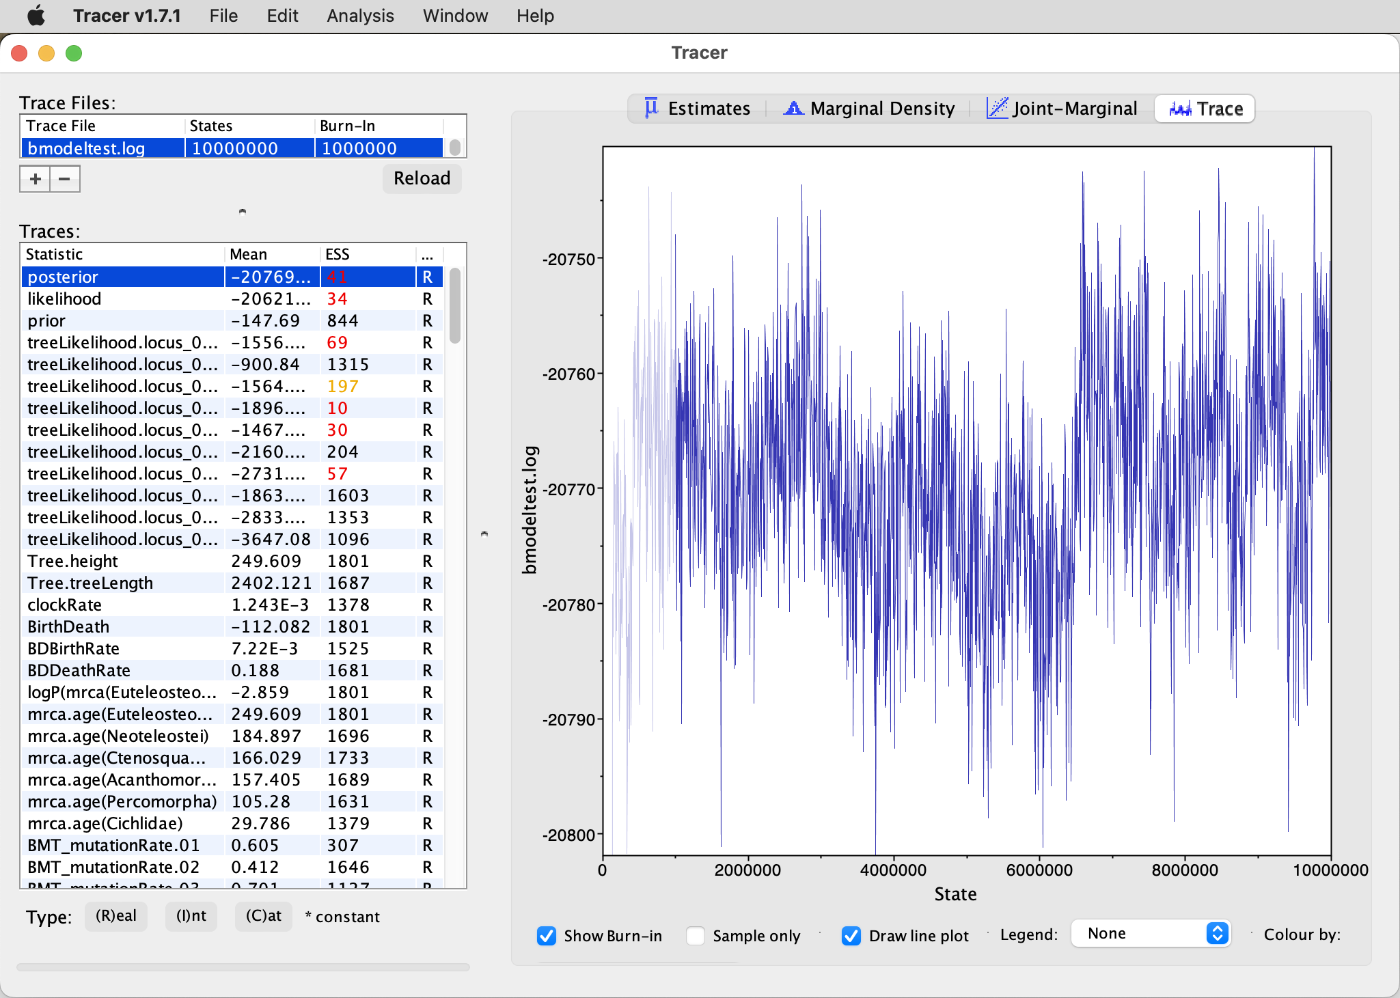 Tracer v1.7.1 File Edit Analysis Window Help
Tracer
Trace Files:
Trace File States Burn-In
bmodeltest.log 10000000 1000000
+ − Reload
Traces:
Statistic Mean ESS ...
posterior −20769... 41 R
likelihood −20621... 34 R
prior −147.69 844 R
treeLikelihood.locus_0... −1556.... 69 R
treeLikelihood.locus_0... −900.84 1315 R
treeLikelihood.locus_0... −1564.... 197 R
treeLikelihood.locus_0... −1896.... 10 R
treeLikelihood.locus_0... −1467.... 30 R
treeLikelihood.locus_0... −2160.... 204 R
treeLikelihood.locus_0... −2731.... 57 R
treeLikelihood.locus_0... −1863.... 1603 R
treeLikelihood.locus_0... −2833.... 1353 R
treeLikelihood.locus_0... −3647.08 1096 R
Tree.height 249.609 1801 R
Tree.treeLength 2402.121 1687 R
clockRate 1.243E−3 1378 R
BirthDeath −112.082 1801 R
BDBirthRate 7.22E−3 1525 R
BDDeathRate 0.188 1681 R
logP(mrca(Euteleosteo... −2.859 1801 R
mrca.age(Euteleosteo... 249.609 1801 R
mrca.age(Neoteleostei) 184.897 1696 R
mrca.age(Ctenosqua... 166.029 1733 R
mrca.age(Acanthomor... 157.405 1689 R
mrca.age(Percomorpha) 105.28 1631 R
mrca.age(Cichlidae) 29.786 1379 R
BMT_mutationRate.01 0.605 307 R
BMT_mutationRate.02 0.412 1646 R
BMT_mutationRate.03 0.701 1127 R
Type: (R)eal (I)nt (C)at * constant
Estimates Marginal Density Joint-Marginal Trace
bmodeltest.log
-20750
-20760
-20770
-20780
-20790
-20800
0 2000000 4000000 6000000 8000000 10000000
State
Show Burn-in Sample only Draw line plot Legend: None Colour by: